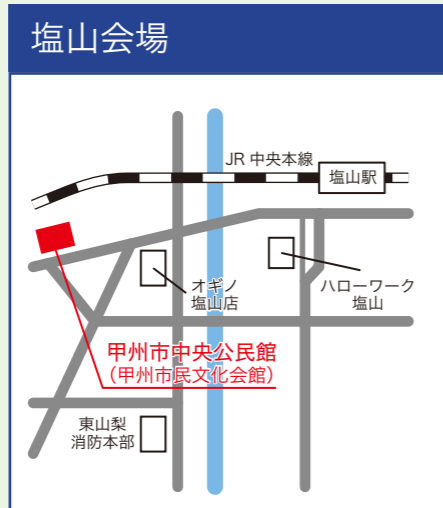 塩山会場
JR 中央本線
塩山駅
オギノ
塩山店
ハローワーク
塩山
甲州市中央公民館
（甲州市民文化会館）
東山梨
消防本部